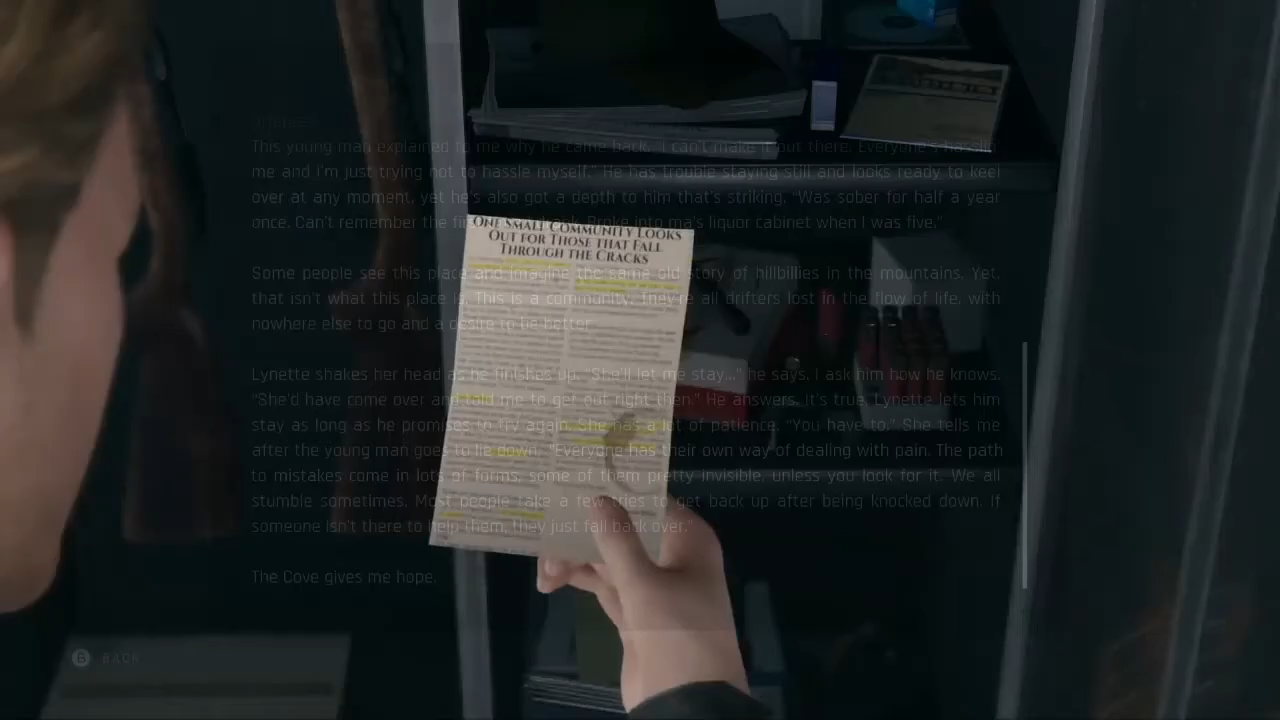 This young man explained to me why he came back. "I can't make it out there. Everyone's hard on
me and I'm just trying not to hassle myself." He has trouble staying still and looks ready to keel
over at any moment, yet he's also got a depth to him that's striking, "Was sober for half a year
once. Can't remember the back. Broke into ma's liquor cabinet when I was five."
ONE SMALL COMMUNITY LOOKS
OUT FOR THOSE THAT FALL
THROUGH THE CRACKS
Some people see this place and imagine the same old story of hillbillies in the mountains. Yet,
that isn't what this place is. This is a community. They're all drifters lost in the flow of life, with
nowhere else to go and a desire to be better.
Lynette shakes her head as he finishes up. "She'll let me stay..." he says. I ask him how he knows.
"She'd have come over and told me to get out right then." He answers. It's true. Lynette lets him
stay as long as he promises to try again. She has a lot of patience. "You have to." She tells me
after the young man goes to lie down. "Everyone has their own way of dealing with pain. The path
to mistakes come in lots of forms; some of them pretty invisible unless you look for it. We all
stumble sometimes. Most people take a few tries to get back up after being knocked down. If
someone isn't there to help them, they just fall back over."
The Cove gives me hope.
B BACK